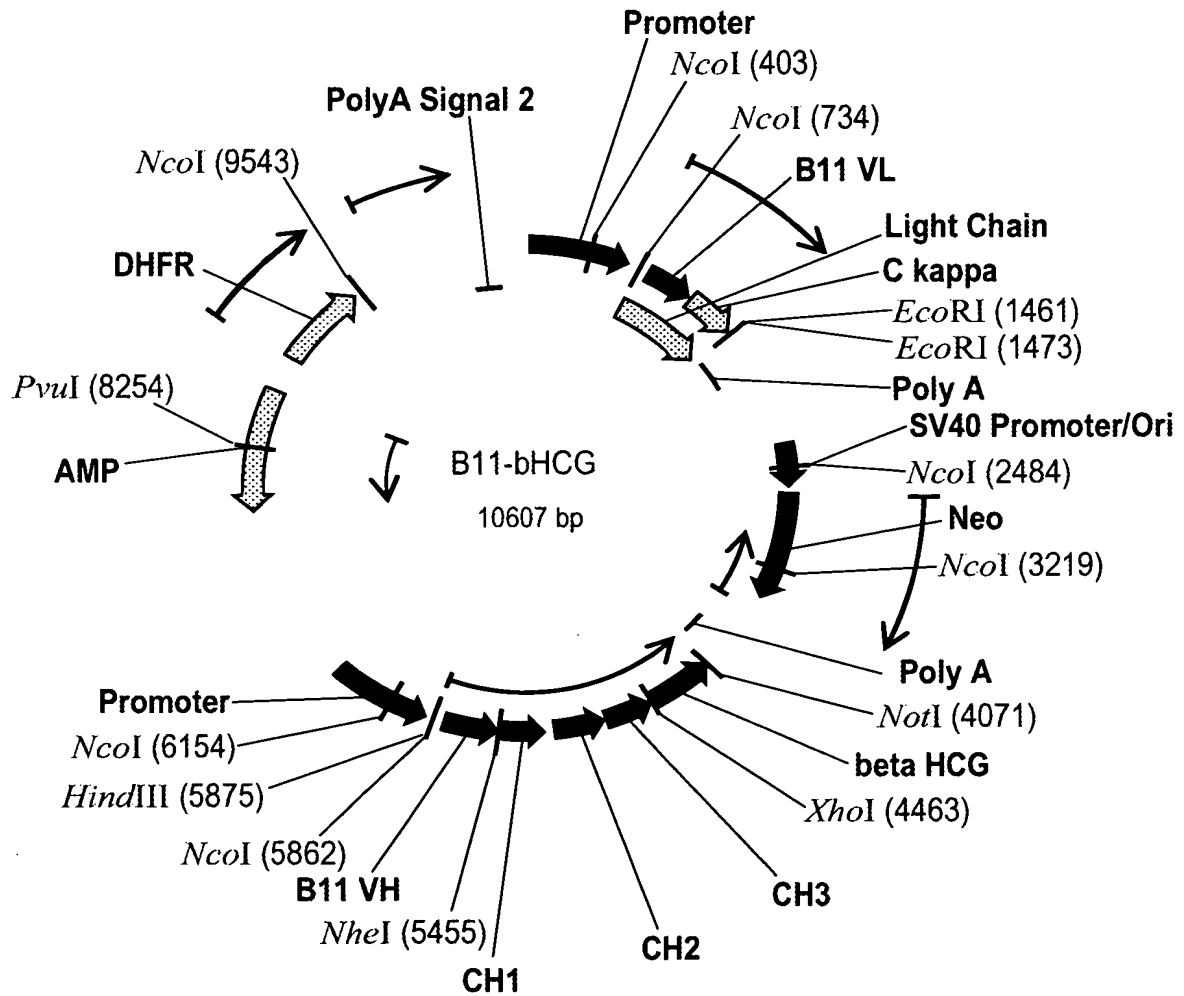 Promoter
NcoI (403)
PolyA Signal 2
NcoI (734)
NcoI (9543)
B11 VL
Light Chain
DHFR
C kappa
EcoRI (1461)
EcoRI (1473)
PvuI (8254)
Poly A
SV40 Promoter/Ori
AMP
B11-bHCG
NcoI (2484)
10607 bp
Neo
NcoI (3219)
Poly A
Promoter
NotI (4071)
NcoI (6154)
beta HCG
HindIII (5875)
XhoI (4463)
NcoI (5862)
B11 VH
CH3
NheI (5455)
CH2
CH1